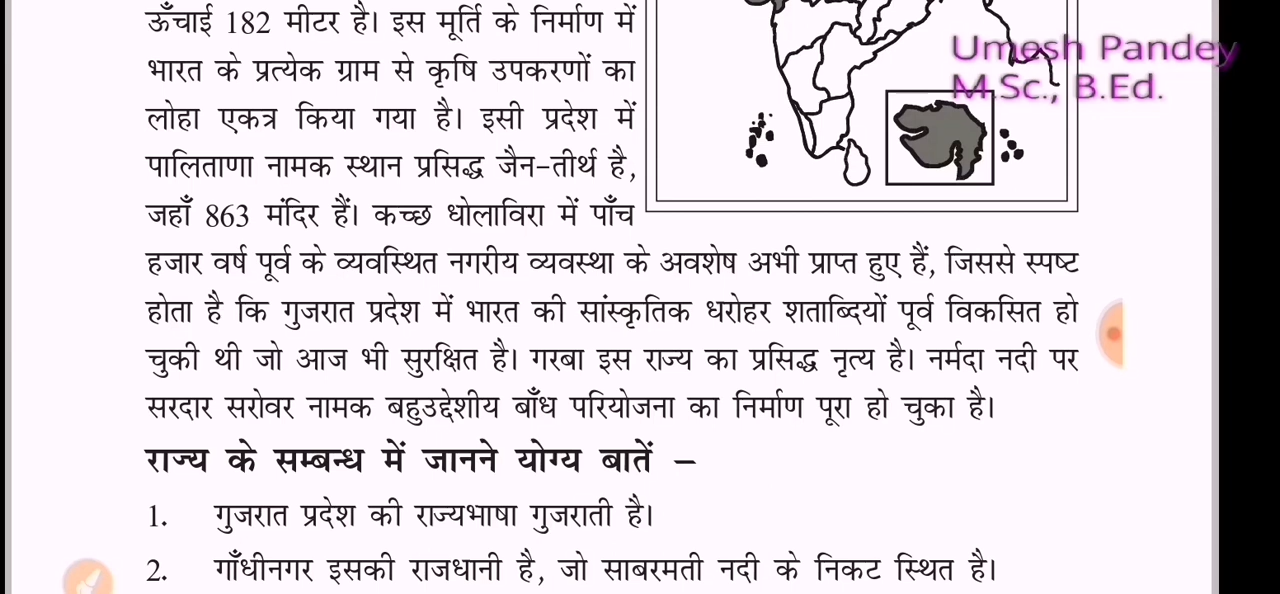 ऊँचाई 182 मीटर है। इस मूर्ति के निर्माण में
भारत के प्रत्येक ग्राम से कृषि उपकरणों का
लोहा एकत्र किया गया है। इसी प्रदेश में
पालिताणा नामक स्थान प्रसिद्ध जैन-तीर्थ है,
जहाँ 863 मंदिर हैं। कच्छ धोलाविरा में पाँच
हजार वर्ष पूर्व के व्यवस्थित नगरीय व्यवस्था के अवशेष अभी प्राप्त हुए हैं, जिससे स्पष्ट
होता है कि गुजरात प्रदेश में भारत की सांस्कृतिक धरोहर शताब्दियों पूर्व विकसित हो
चुकी थी जो आज भी सुरक्षित है। गरबा इस राज्य का प्रसिद्ध नृत्य है। नर्मदा नदी पर
सरदार सरोवर नामक बहुउद्देशीय बाँध परियोजना का निर्माण पूरा हो चुका है।
राज्य के सम्बन्ध में जानने योग्य बातें –
1. गुजरात प्रदेश की राज्यभाषा गुजराती है।
2. गाँधीनगर इसकी राजधानी है, जो साबरमती नदी के निकट स्थित है।
Umesh Pandey
M.Sc., B.Ed.